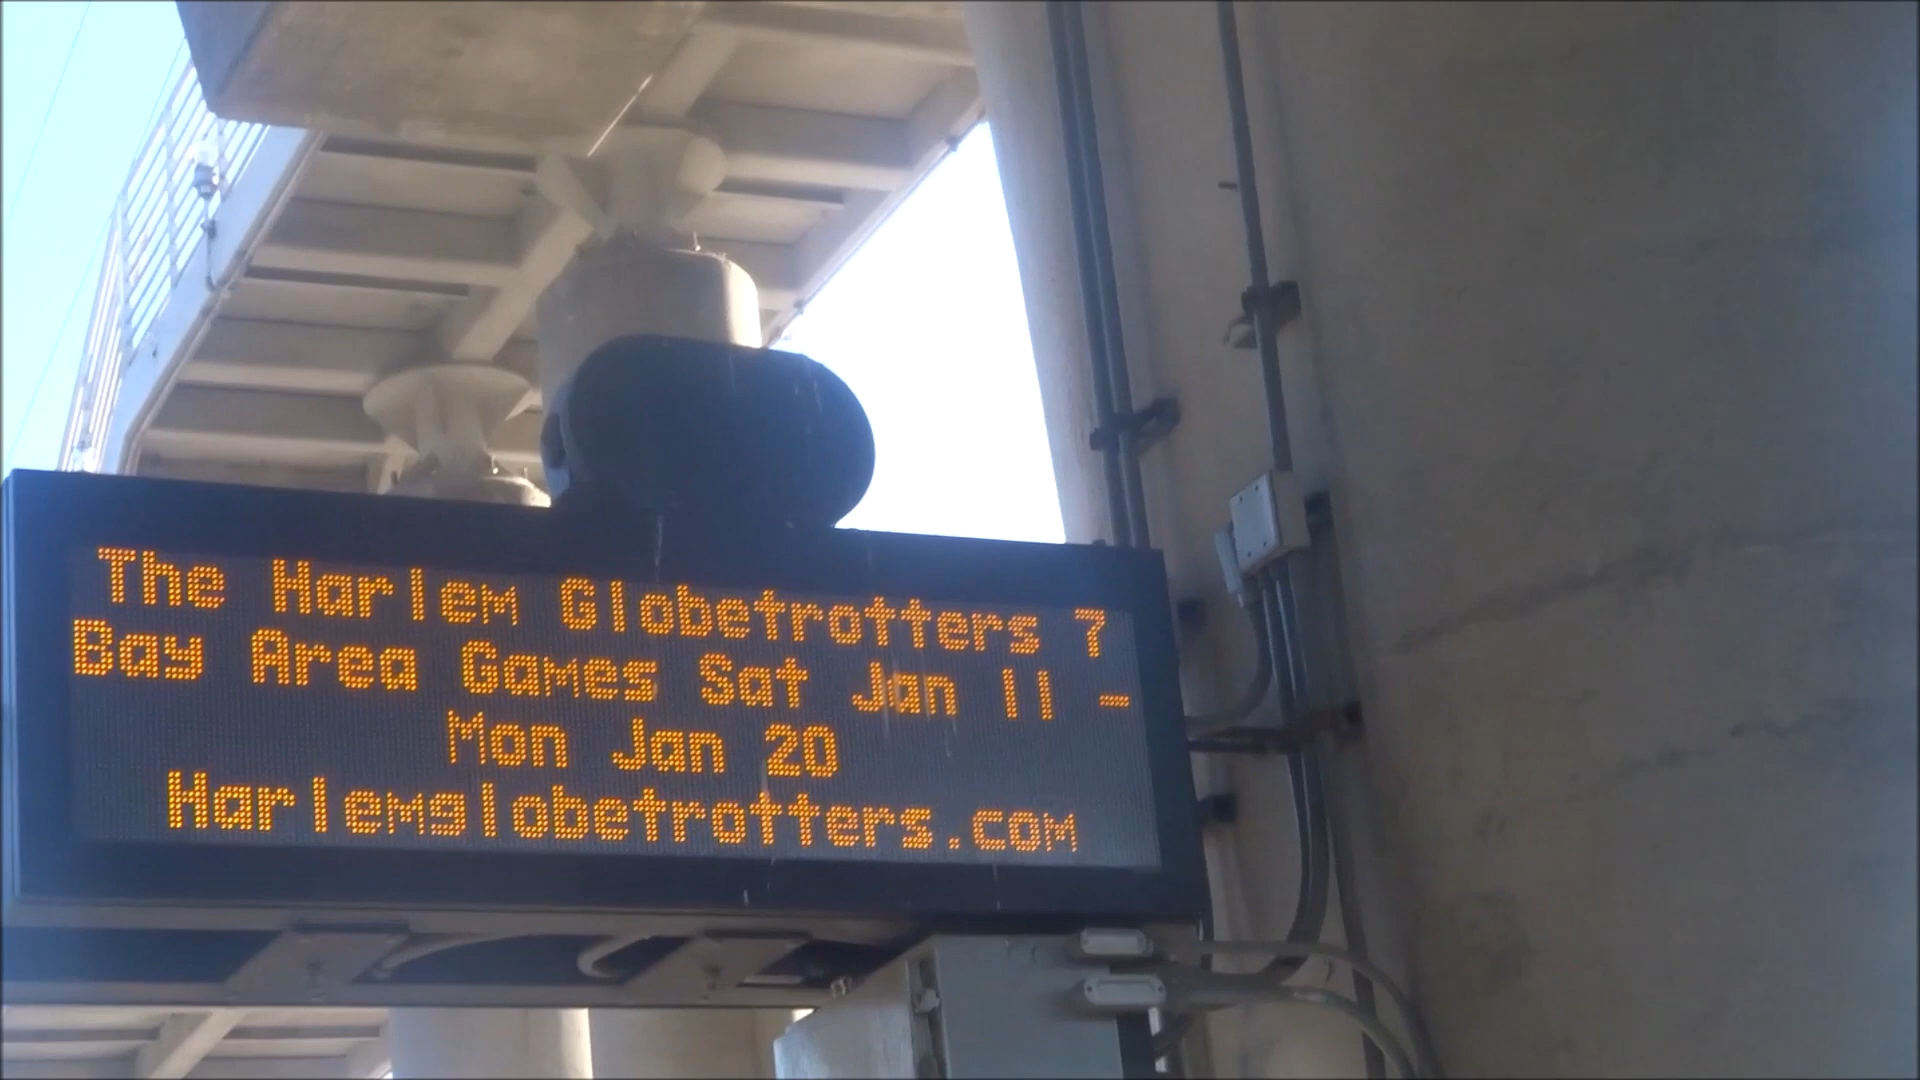 The Harlem Globetrotters 7
Bay Area Games Sat Jan 11 -
Mon Jan 20
Harlemglobetrotters.com